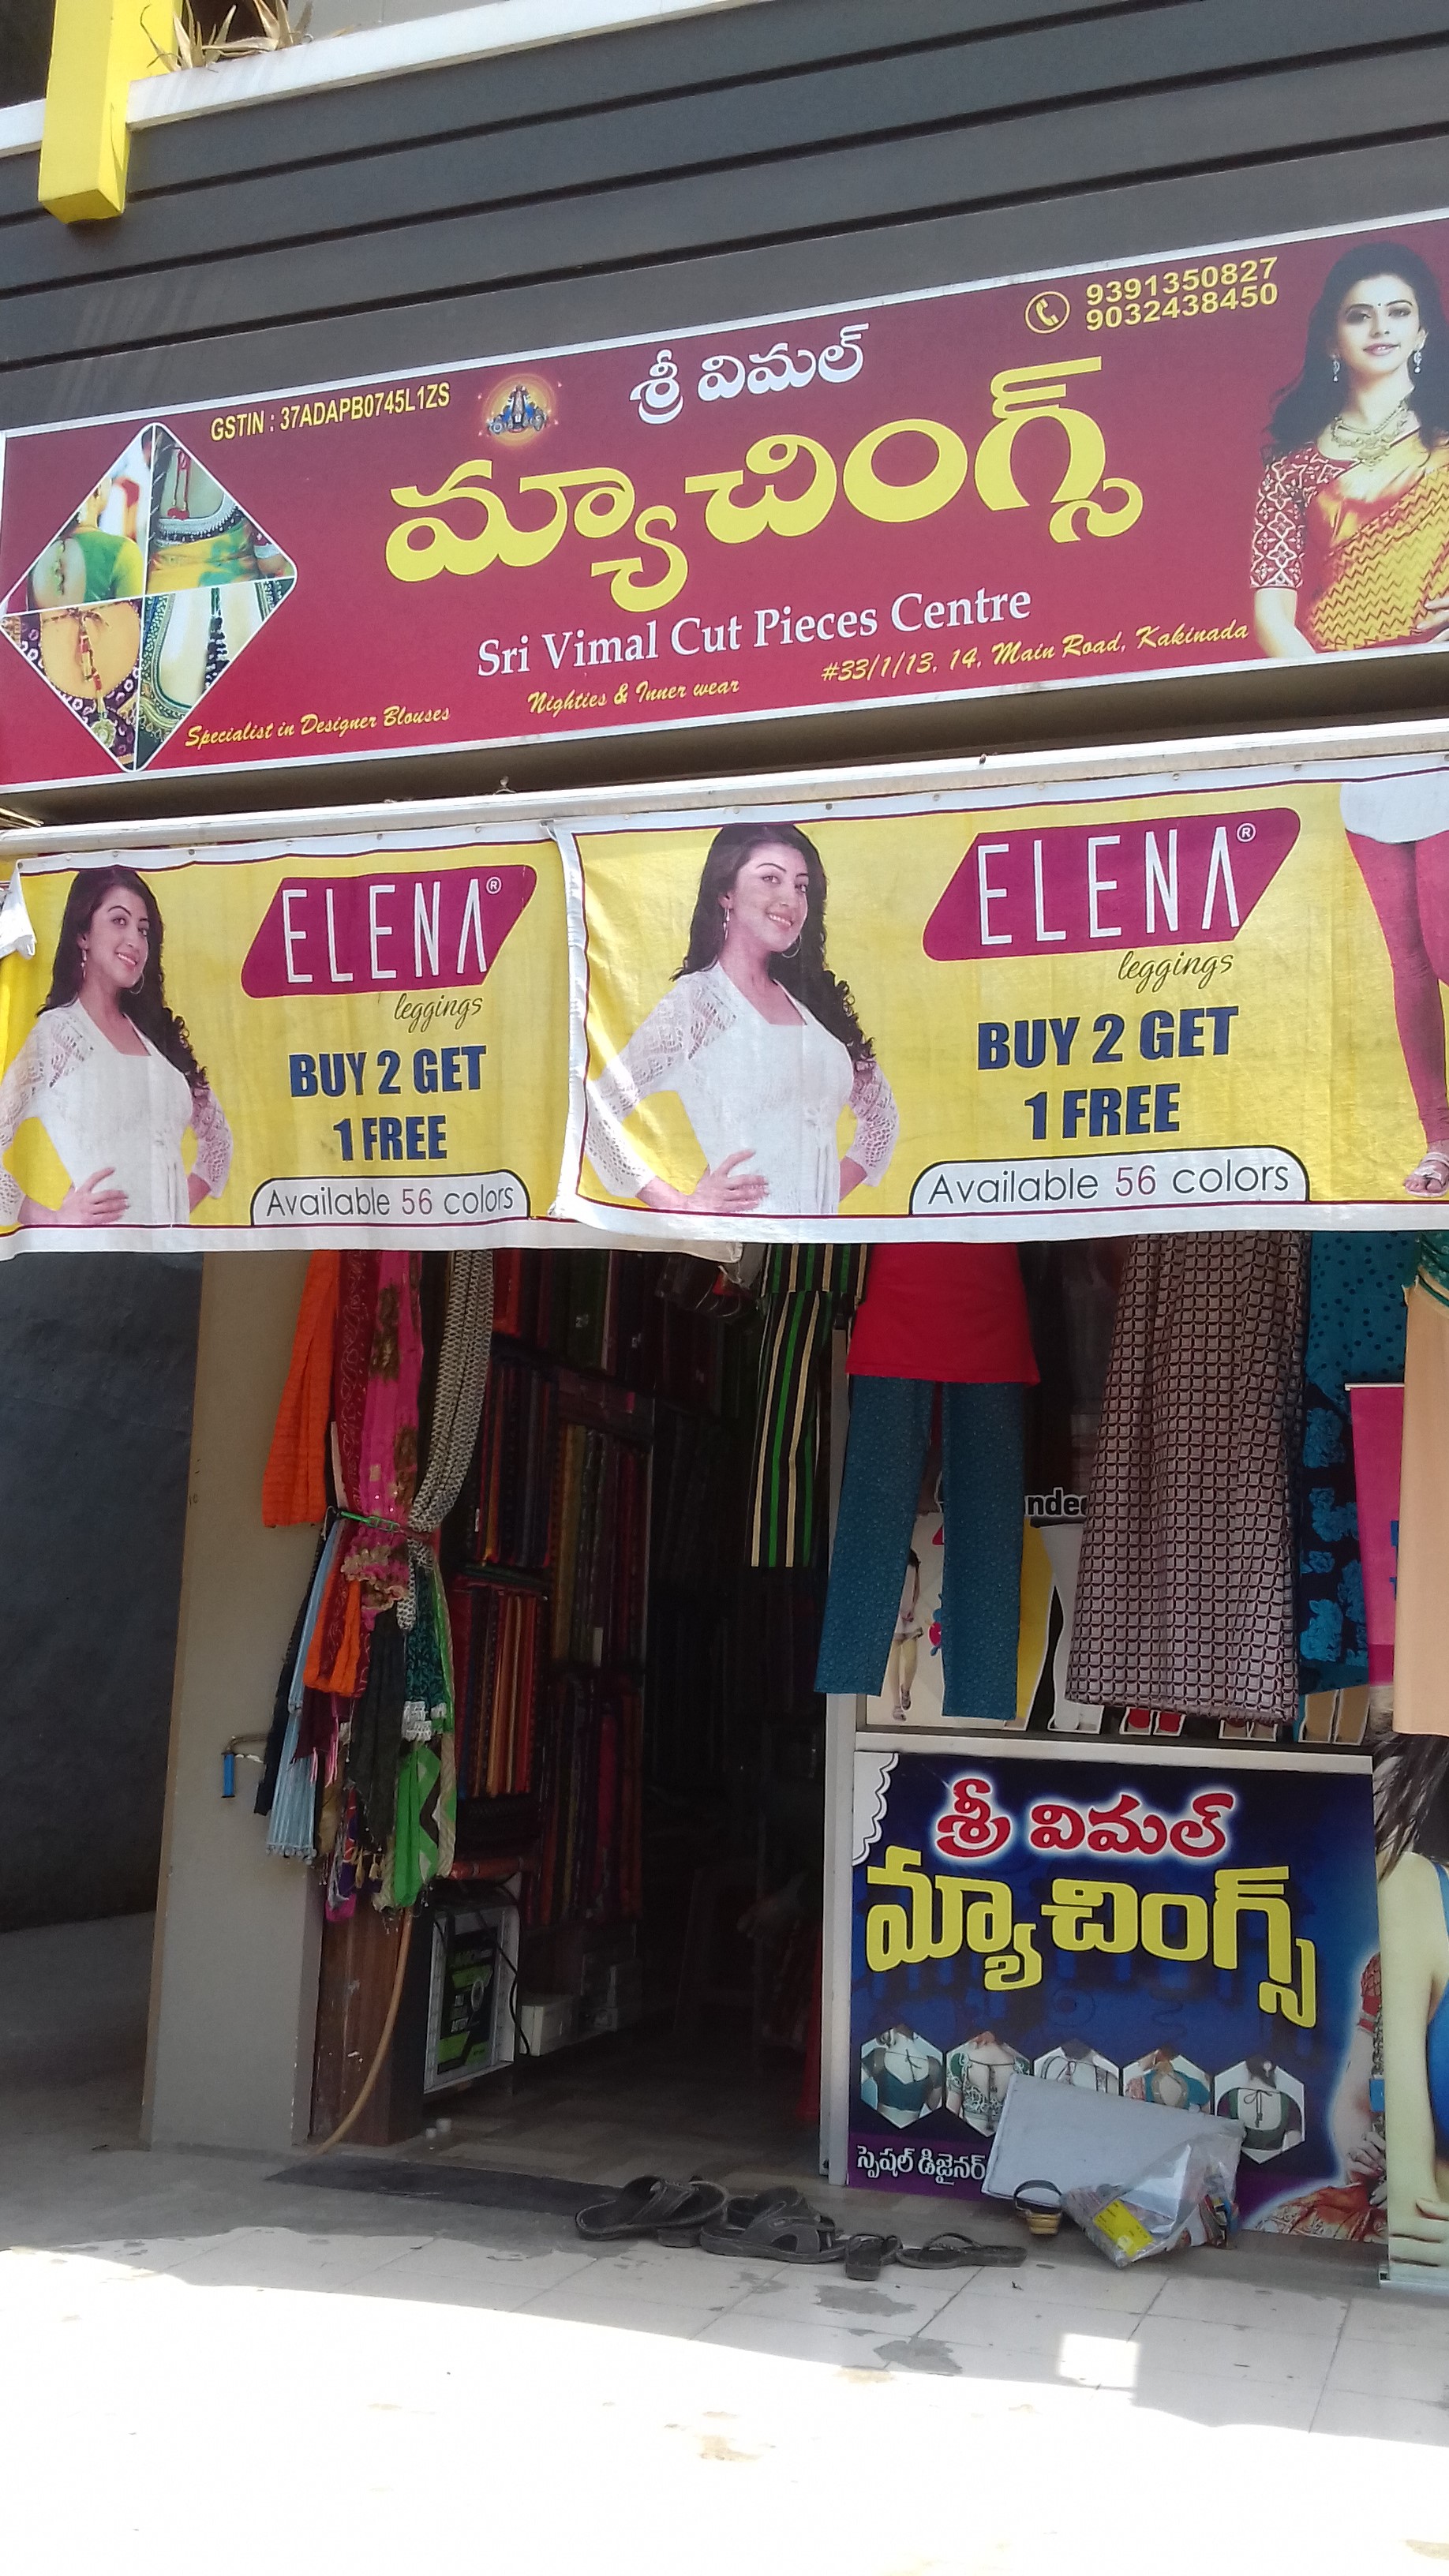 9391350827
9032438450
GSTIN : 37ADAPB0745L1ZS
శ్రీ విమల్
మ్యాచింగ్స్
Sri Vimal Cut Pieces Centre
Specialist in Designer Blouses
Nighties & Inner wear
#33/1/13, 14, Main Road, Kakinada
ELENA®
leggings
BUY 2 GET
1 FREE
Available 56 colors
ELENA®
leggings
BUY 2 GET
1 FREE
Available 56 colors
శ్రీ విమల్
మ్యాచింగ్స్
స్పెషల్ డిజైనర్